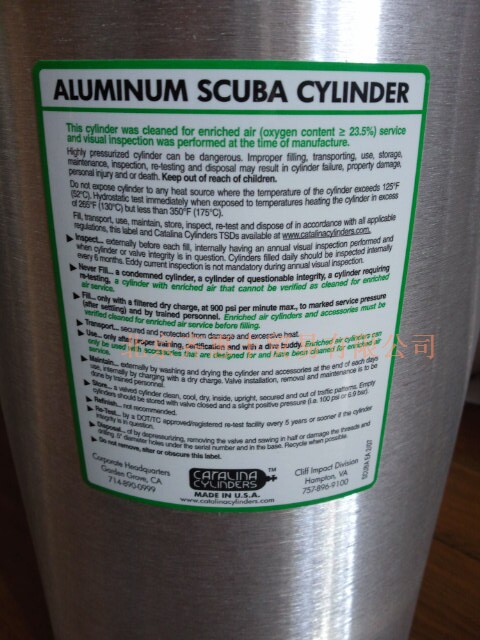 ALUMINUM SCUBA CYLINDER
This cylinder was cleaned for enriched air (oxygen content ≥ 23.5%) service
and visual inspection was performed at the time of manufacture.
Highly pressurized cylinder can be dangerous. Improper filling, transporting, use, storage,
maintenance, inspection, re-testing and disposal may result in cylinder failure, property damage,
personal injury and or death. Keep out of reach of children.
Do not expose cylinder to any heat source where the temperature of the cylinder exceeds 125°F
(52°C). Hydrostatic test immediately when exposed to temperatures heating the cylinder in excess
of 265°F (130°C) but less than 350°F (175°C).
Fill, transport, use, maintain, store, inspect, re-test and dispose of in accordance with all applicable
regulations, this label and Catalina Cylinders TSDs available at www.catalinacylinders.com.
▶ Inspect... externally before each fill, internally having an annual visual inspection performed and
when cylinder or valve integrity is in question. Cylinders filled daily should be inspected internally
every 6 months. Eddy current inspection is not mandatory during annual visual inspection.
▶ Never Fill... a condemned cylinder, a cylinder of questionable integrity, a cylinder requiring
re-testing, a cylinder with enriched air that cannot be verified as cleaned for enriched
air service.
▶ Fill... only with a filtered dry charge, at 900 psi per minute max., to marked service pressure
(after settling) and by trained personnel. Enriched air cylinders and accessories must be
verified cleaned for enriched air service before filling.
▶ Transport... secured and protected from damage and excessive heat.
▶ Use... only after proper training, certification and with a dive buddy. Enriched air cylinders can
only be used with accessories that are designed for and have been cleaned for enriched air
service.
▶ Maintain... externally by washing and drying the cylinder and accessories at the end of each days
use, internally by charging with a dry charge. Valve installation, removal and maintenance is to be
done by trained personnel.
▶ Store... a valved cylinder clean, cool, dry, inside, upright, secured and out of traffic patterns. Empty
cylinders should be stored with valve closed and a slight positive pressure (i.e. 100 psi or 6.9 bar).
▶ Refinish... not recommended.
▶ Re-Test... by a DOT/TC approved/registered re-test facility every 5 years or sooner if the cylinder
integrity is in question.
▶ Disposal... of by depressurizing, removing the valve and sawing in half or damage the threads and
drilling .5" diameter holes under the serial number and in the base. Recycle when possible.
▶ Do not remove, alter or obscure this label.
Corporate Headquarters
Garden Grove, CA
714-890-0999
CATALINA
CYLINDERS
™
MADE IN U.S.A.
www.catalinacylinders.com
Cliff Impact Division
Hampton, VA
757-896-9100
有限公司